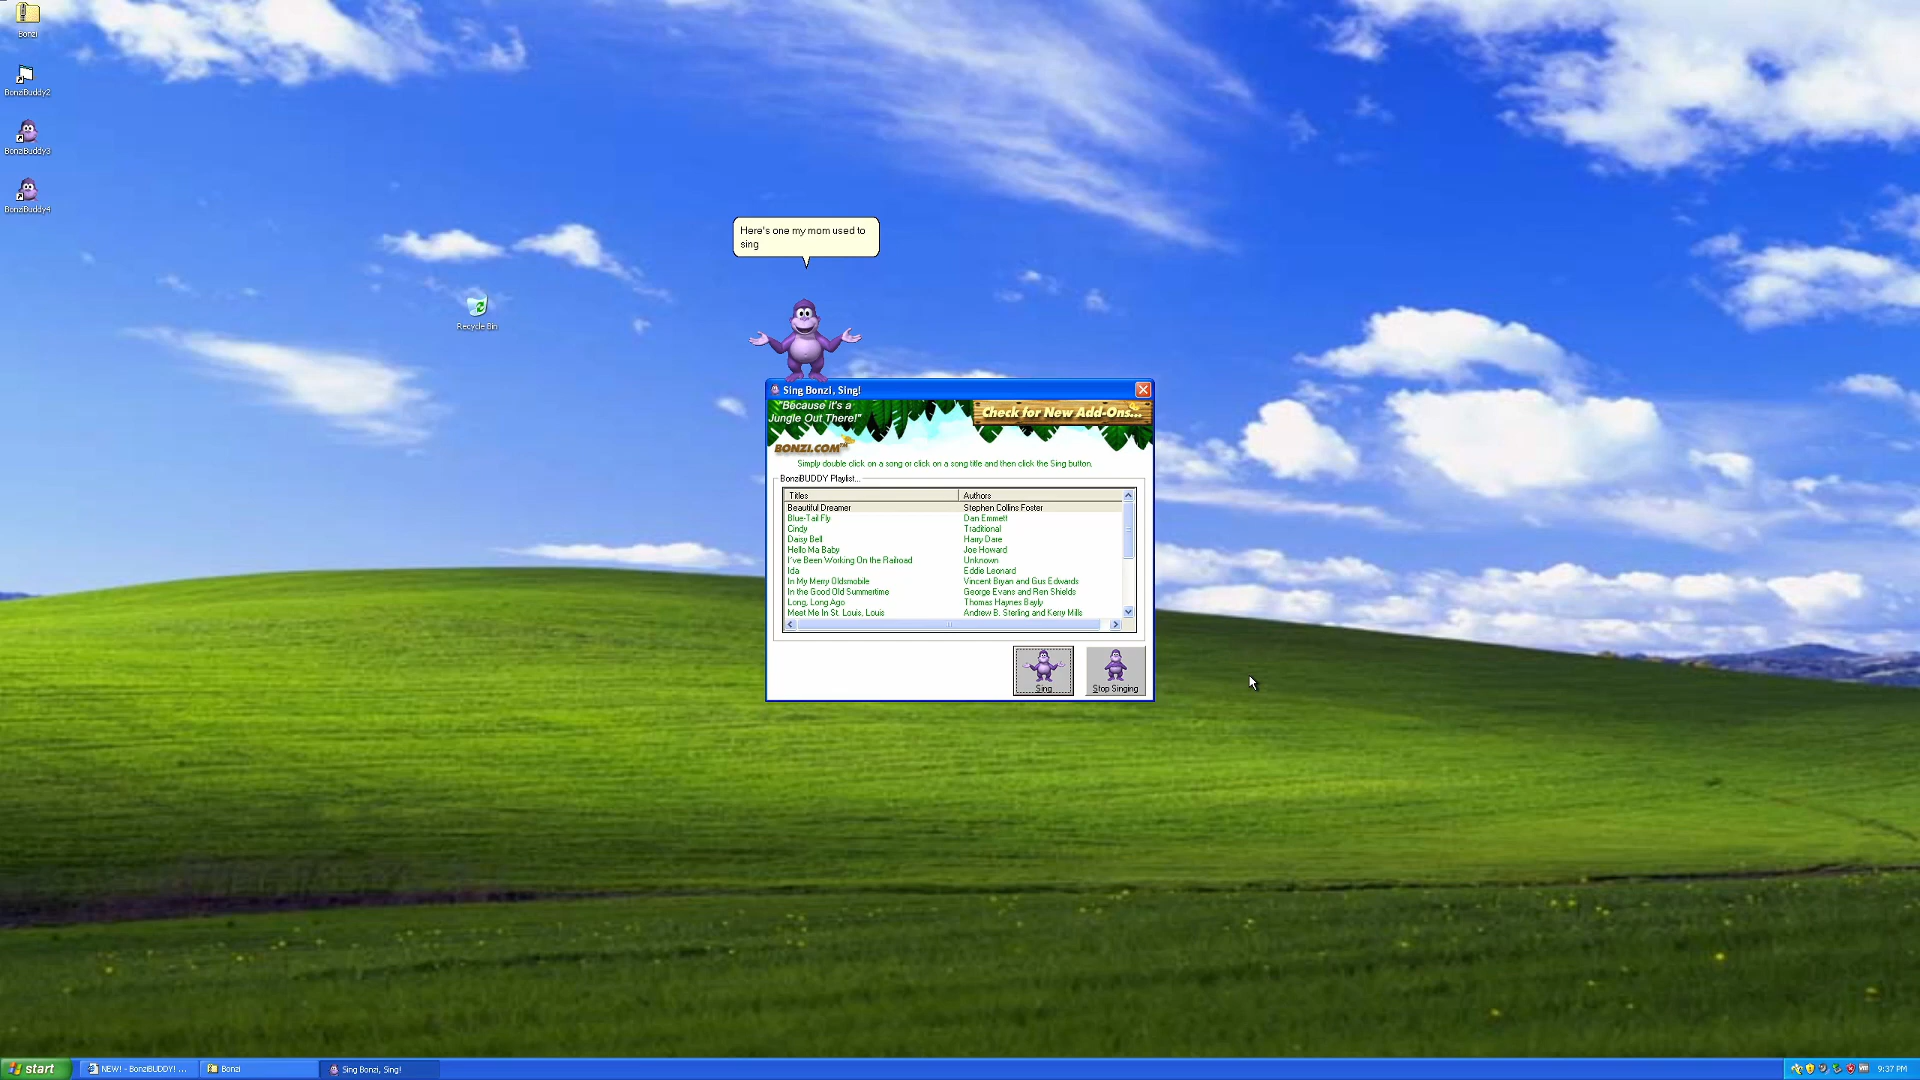 Bonzi
BonziBuddy2
BonziBuddy3
BonziBuddy4
Recycle Bin
Here's one my mom used to
sing
Sing Bonzi, Sing!
"Because it's a
Jungle Out There!"
Check for New Add-Ons...
BONZI.COM™
Simply double click on a song or click on a song title and then click the Sing button.
BonziBUDDY Playlist...
Titles Authors
Beautiful Dreamer Stephen Collins Foster
Blue-Tail Fly Dan Emmett
Cindy Traditional
Daisy Bell Harry Dare
Hello Ma Baby Joe Howard
I've Been Working On the Railroad Unknown
Ida Eddie Leonard
In My Merry Oldsmobile Vincent Bryan and Gus Edwards
In the Good Old Summertime George Evans and Ren Shields
Long, Long Ago Thomas Haynes Bayly
Meet Me In St. Louis, Louis Andrew B. Sterling and Kerry Mills
Sing Stop Singing
start NEW! - BonziBUDDY! ... Bonzi Sing Bonzi, Sing! 9:37 PM